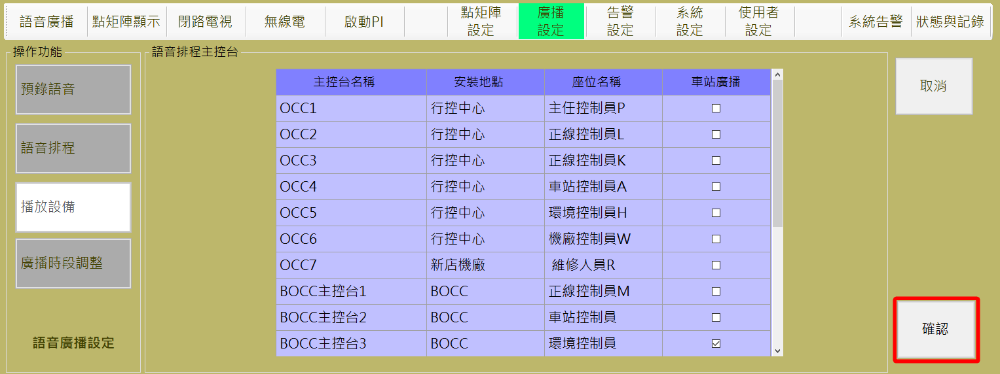 語音廣播 點矩陣顯示 閉路電視 無線電 啟動PI 點矩陣設定 廣播設定 告警設定 系統設定 使用者設定 系統告警 狀態與記錄
操作功能
預錄語音
語音排程
播放設備
廣播時段調整
語音廣播設定
語音排程主控台
主控台名稱 安裝地點 座位名稱 車站廣播
OCC1 行控中心 主任控制員P
OCC2 行控中心 正線控制員L
OCC3 行控中心 正線控制員K
OCC4 行控中心 車站控制員A
OCC5 行控中心 環境控制員H
OCC6 行控中心 機廠控制員W
OCC7 新店機廠 維修人員R
BOCC主控台1 BOCC 正線控制員M
BOCC主控台2 BOCC 車站控制員
BOCC主控台3 BOCC 環境控制員
取消
確認